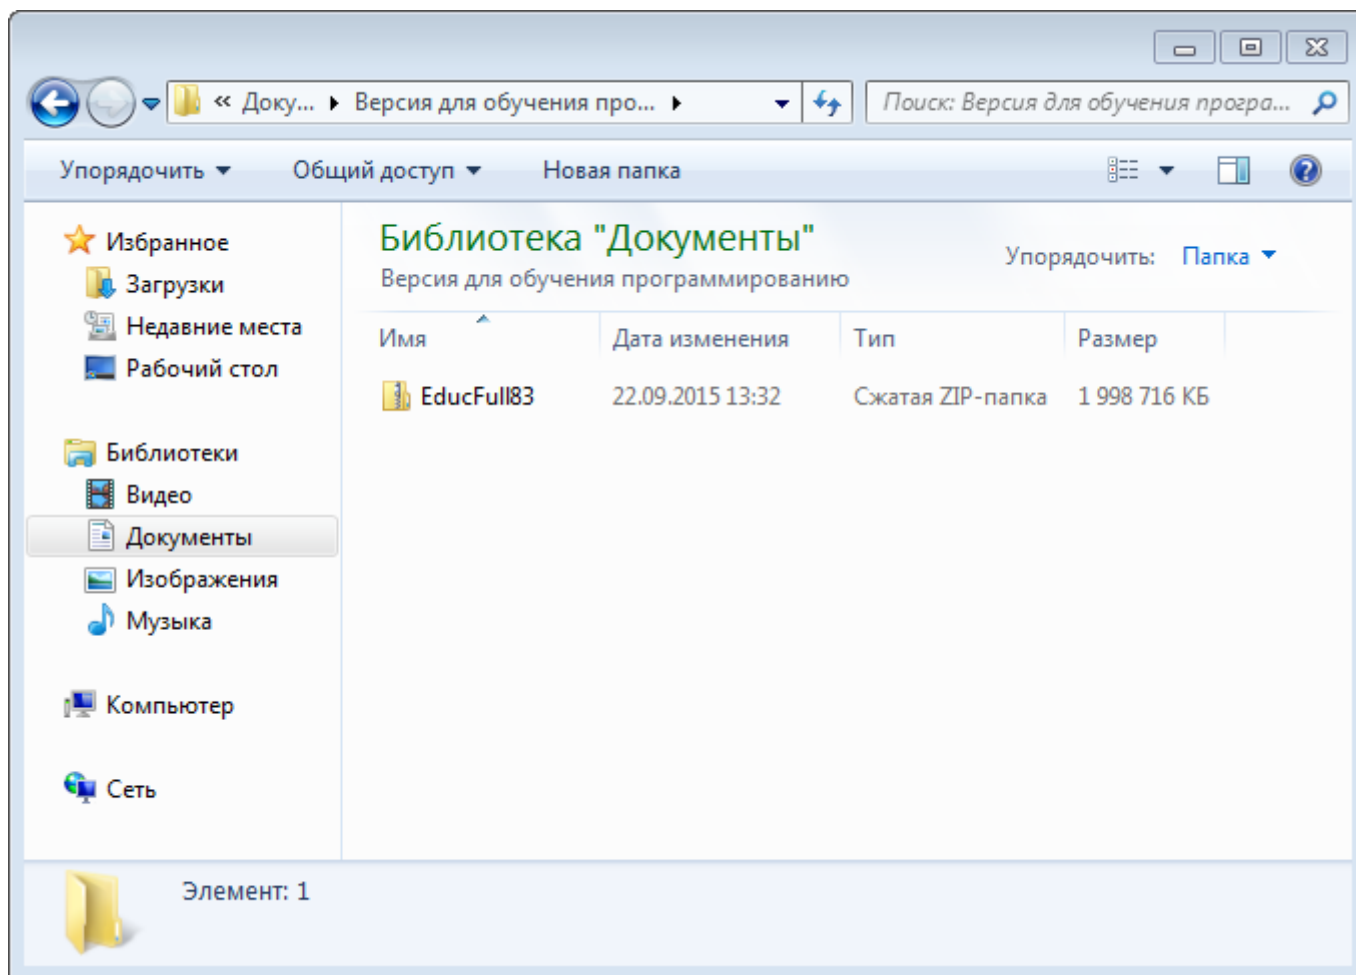 « Доку... Версия для обучения про...
Поиск: Версия для обучения програ...
Упорядочить Общий доступ Новая папка
Избранное
Загрузки
Недавние места
Рабочий стол
Библиотеки
Видео
Документы
Изображения
Музыка
Компьютер
Сеть
Библиотека "Документы"
Версия для обучения программированию
Упорядочить: Папка
Имя Дата изменения Тип Размер
EducFull83 22.09.2015 13:32 Сжатая ZIP-папка 1 998 716 КБ
Элемент: 1